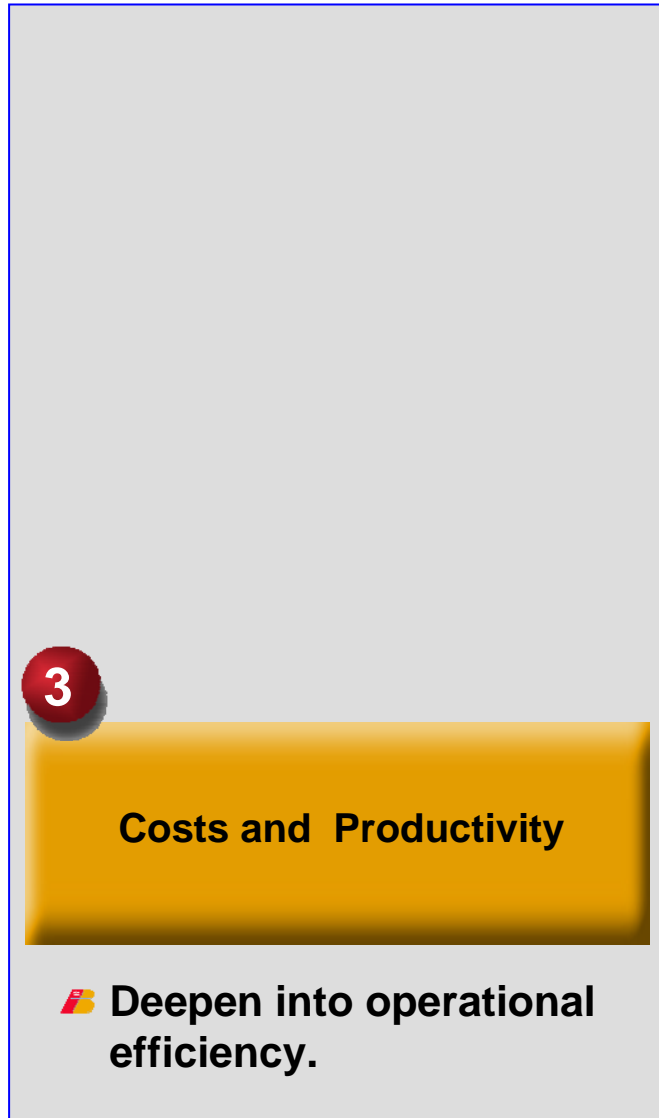 3
Costs and  Productivity
Deepen into operational
efficiency.